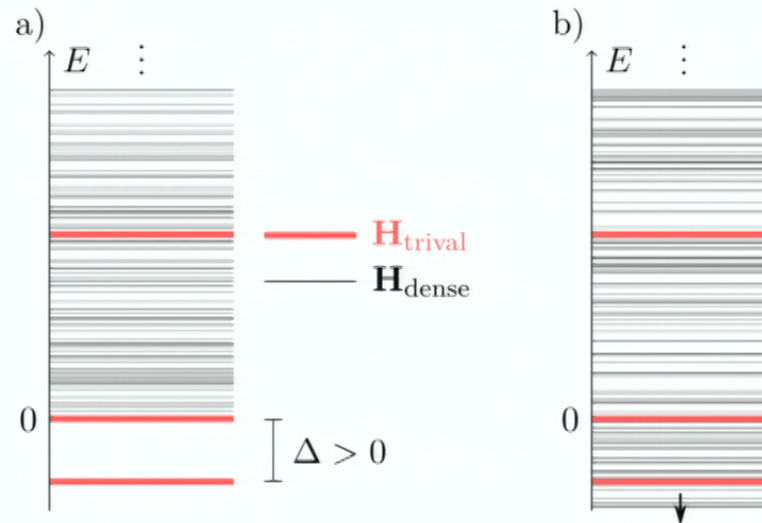 a)
E ⋮
H_trival
H_dense
0
Δ > 0
b)
E ⋮
0